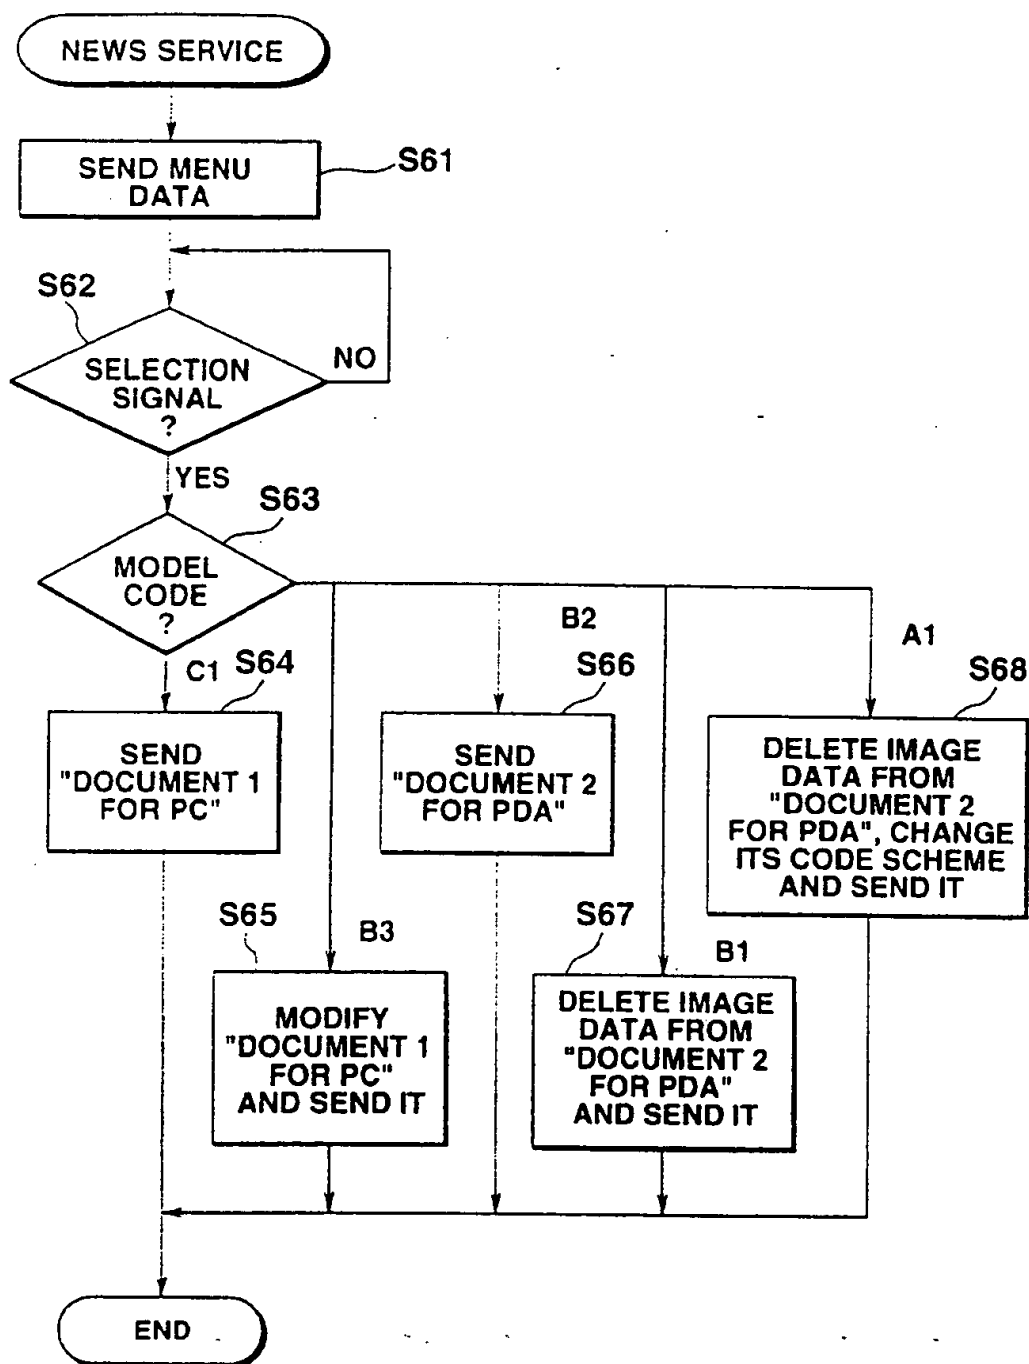 NEWS SERVICE
SEND MENU
DATA
S61
S62
SELECTION
SIGNAL
?
NO
YES
S63
MODEL
CODE
?
C1
S64
SEND
"DOCUMENT 1
FOR PC"
B2
S66
SEND
"DOCUMENT 2
FOR PDA"
A1
S68
DELETE IMAGE
DATA FROM
"DOCUMENT 2
FOR PDA", CHANGE
ITS CODE SCHEME
AND SEND IT
S65
B3
MODIFY
"DOCUMENT 1
FOR PC"
AND SEND IT
S67
B1
DELETE IMAGE
DATA FROM
"DOCUMENT 2
FOR PDA"
AND SEND IT
END